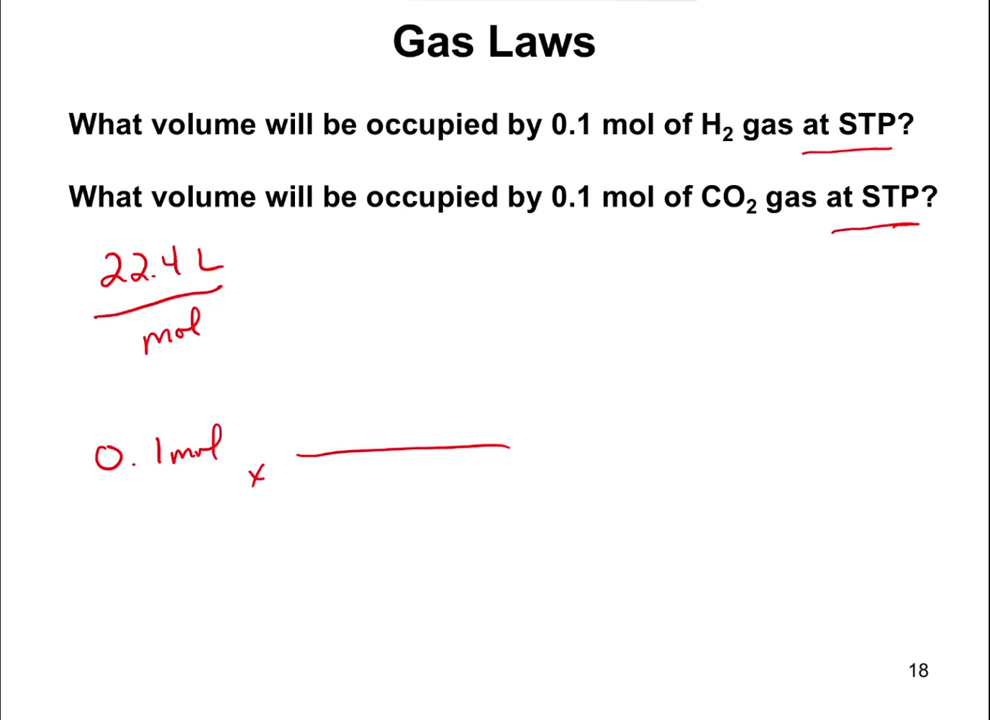 Gas Laws
What volume will be occupied by 0.1 mol of H₂ gas at STP?
What volume will be occupied by 0.1 mol of CO₂ gas at STP?
22.4 L
mol
0.1 mol x
18